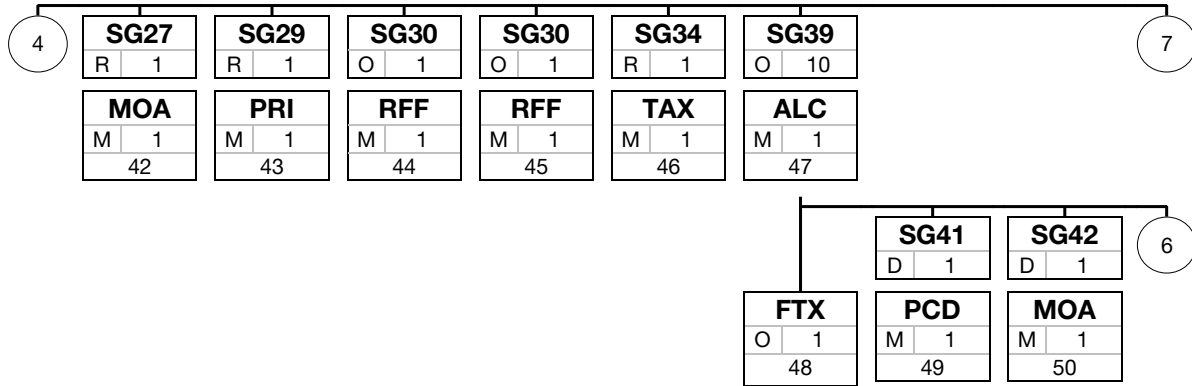 4 SG27 SG29 SG30 SG30 SG34 SG39 7
R 1 R 1 O 1 O 1 R 1 O 10
MOA PRI RFF RFF TAX ALC
M 1 M 1 M 1 M 1 M 1 M 1
42 43 44 45 46 47
SG41 SG42 6
D 1 D 1
FTX PCD MOA
O 1 M 1 M 1
48 49 50